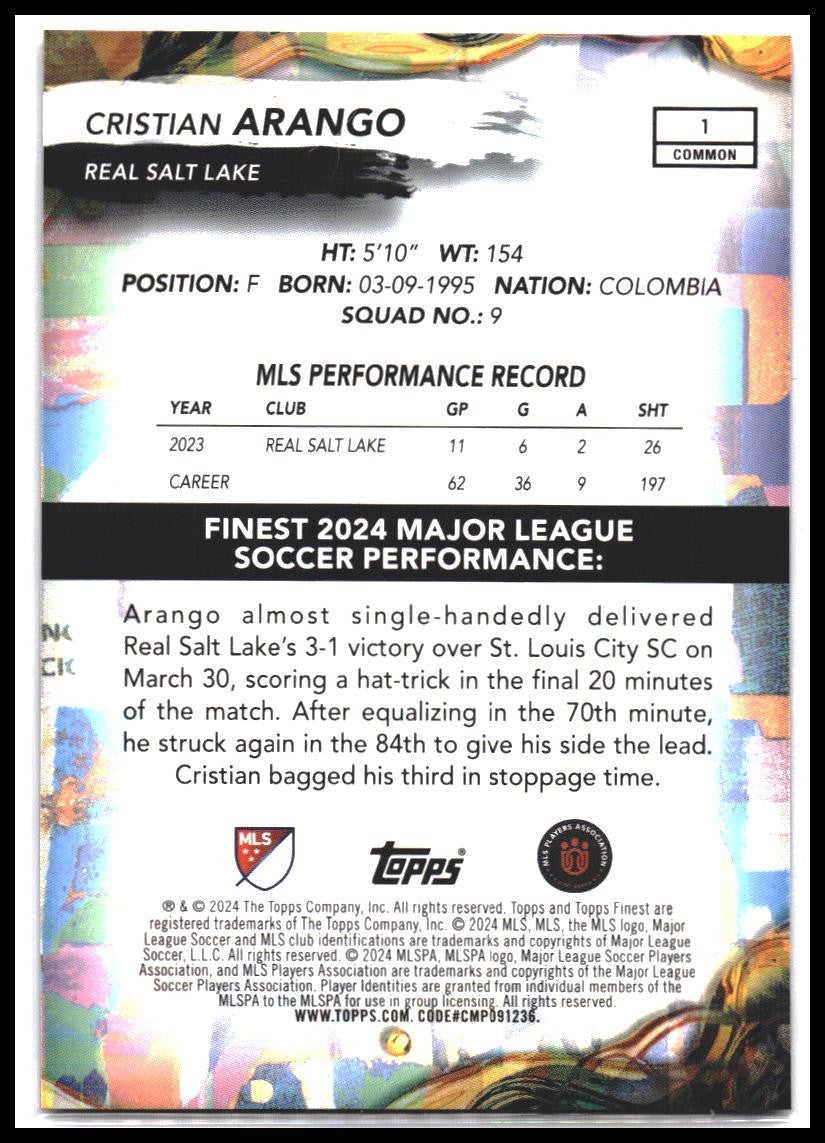 CRISTIAN ARANGO
REAL SALT LAKE
1
COMMON
HT: 5'10" WT: 154
POSITION: F BORN: 03-09-1995 NATION: COLOMBIA
SQUAD NO.: 9
MLS PERFORMANCE RECORD
YEAR CLUB GP G A SHT
2023 REAL SALT LAKE 11 6 2 26
CAREER 62 36 9 197
FINEST 2024 MAJOR LEAGUE
SOCCER PERFORMANCE:
Arango almost single-handedly delivered
Real Salt Lake's 3-1 victory over St. Louis City SC on
March 30, scoring a hat-trick in the final 20 minutes
of the match. After equalizing in the 70th minute,
he struck again in the 84th to give his side the lead.
Cristian bagged his third in stoppage time.
MLS
Topps®
MLS PLAYERS ASSOCIATION
® & © 2024 The Topps Company, Inc. All rights reserved. Topps and Topps Finest are
registered trademarks of The Topps Company, Inc. © 2024 MLS, MLS, the MLS logo, Major
League Soccer and MLS club identifications are trademarks and copyrights of Major League
Soccer, L.L.C. All rights reserved. © 2024 MLSPA, MLSPA logo, Major League Soccer Players
Association, and MLS Players Association are trademarks and copyrights of the Major League
Soccer Players Association. Player Identities are granted from individual members of the
MLSPA to the MLSPA for use in group licensing. All rights reserved.
WWW.TOPPS.COM. CODE#CMP091236.